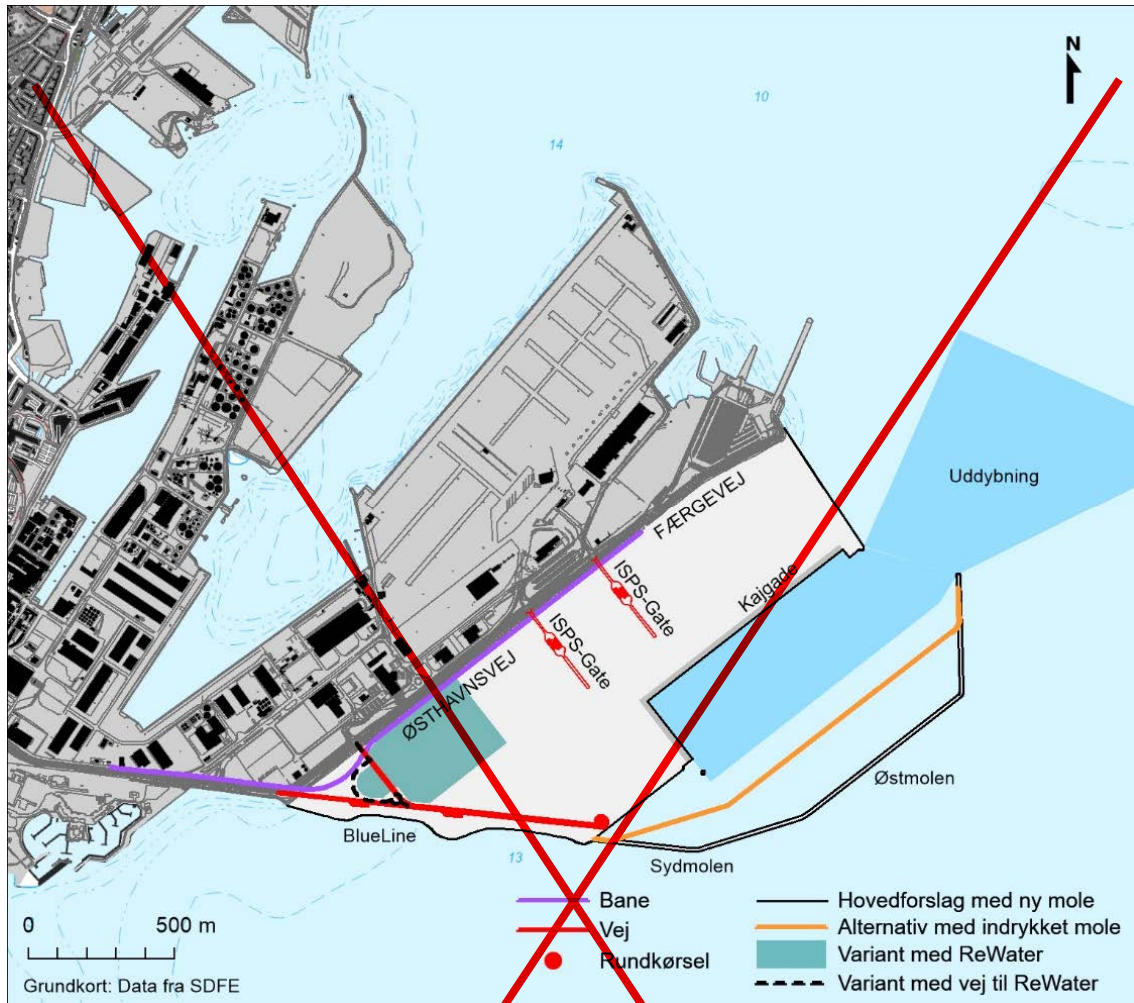 N
10
14
Uddybning
FÆRGEVEJ
ISPS-Gate
Kajgade
ISPS-Gate
ØSTHAVNSVEJ
Østmolen
BlueLine
Sydmolen
13
0 500 m
Bane
Vej
Rundkørsel
Hovedforslag med ny mole
Alternativ med indrykket mole
Variant med ReWater
Variant med vej til ReWater
Grundkort: Data fra SDFE